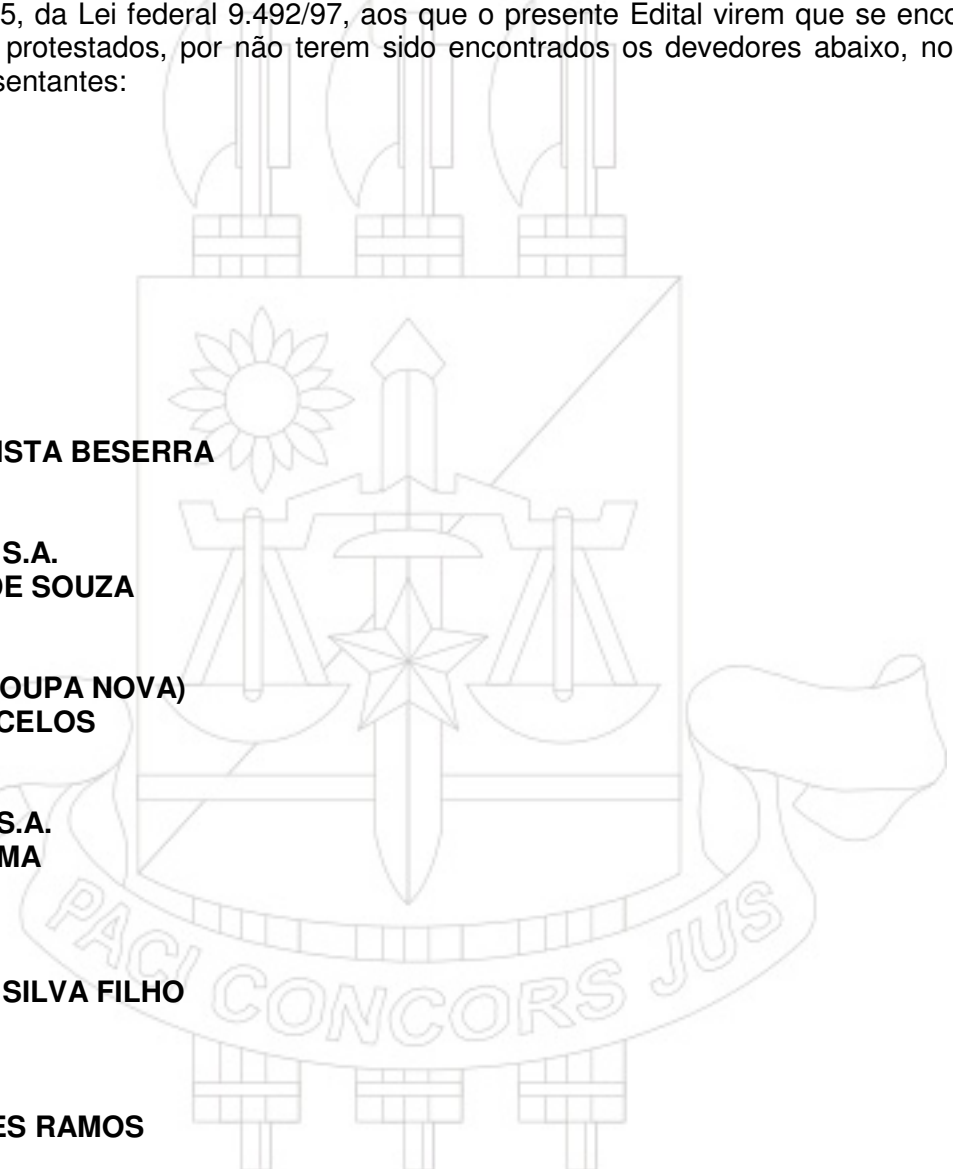 5, da Lei federal 9.492/97, aos que o presente Edital virem que se enco
protestados, por não terem sido encontrados os devedores abaixo, no
sentantes:
ISTA BESERRA
S.A.
DE SOUZA
OUPA NOVA)
CELOS
S.A.
MA
SILVA FILHO
ES RAMOS
PACI CONCORS JUS